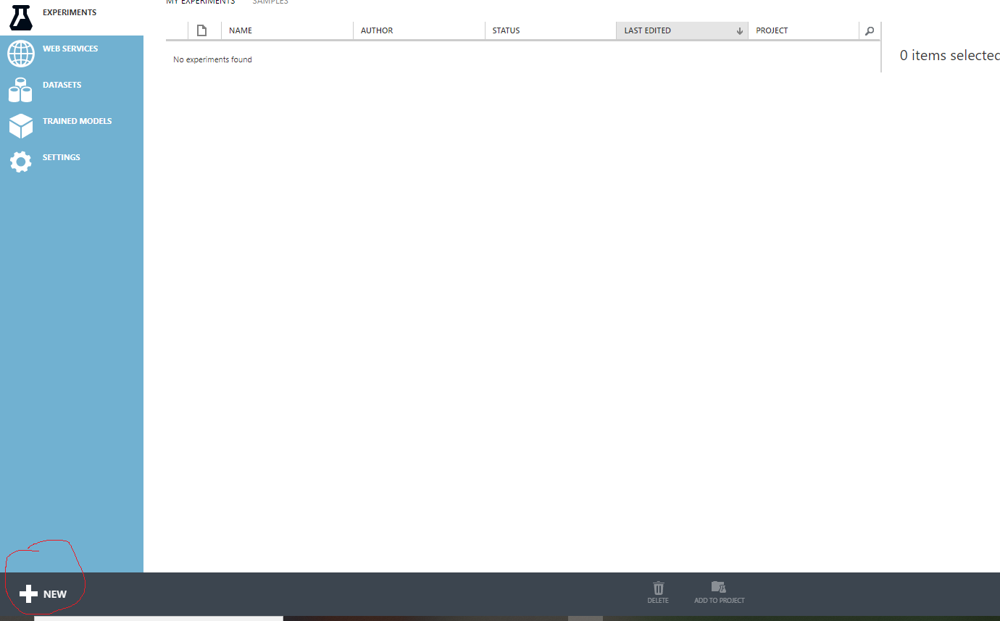 EXPERIMENTS
WEB SERVICES
DATASETS
TRAINED MODELS
SETTINGS
MY EXPERIMENTS SAMPLES
NAME AUTHOR STATUS LAST EDITED PROJECT
No experiments found
0 items selected
NEW
DELETE
ADD TO PROJECT